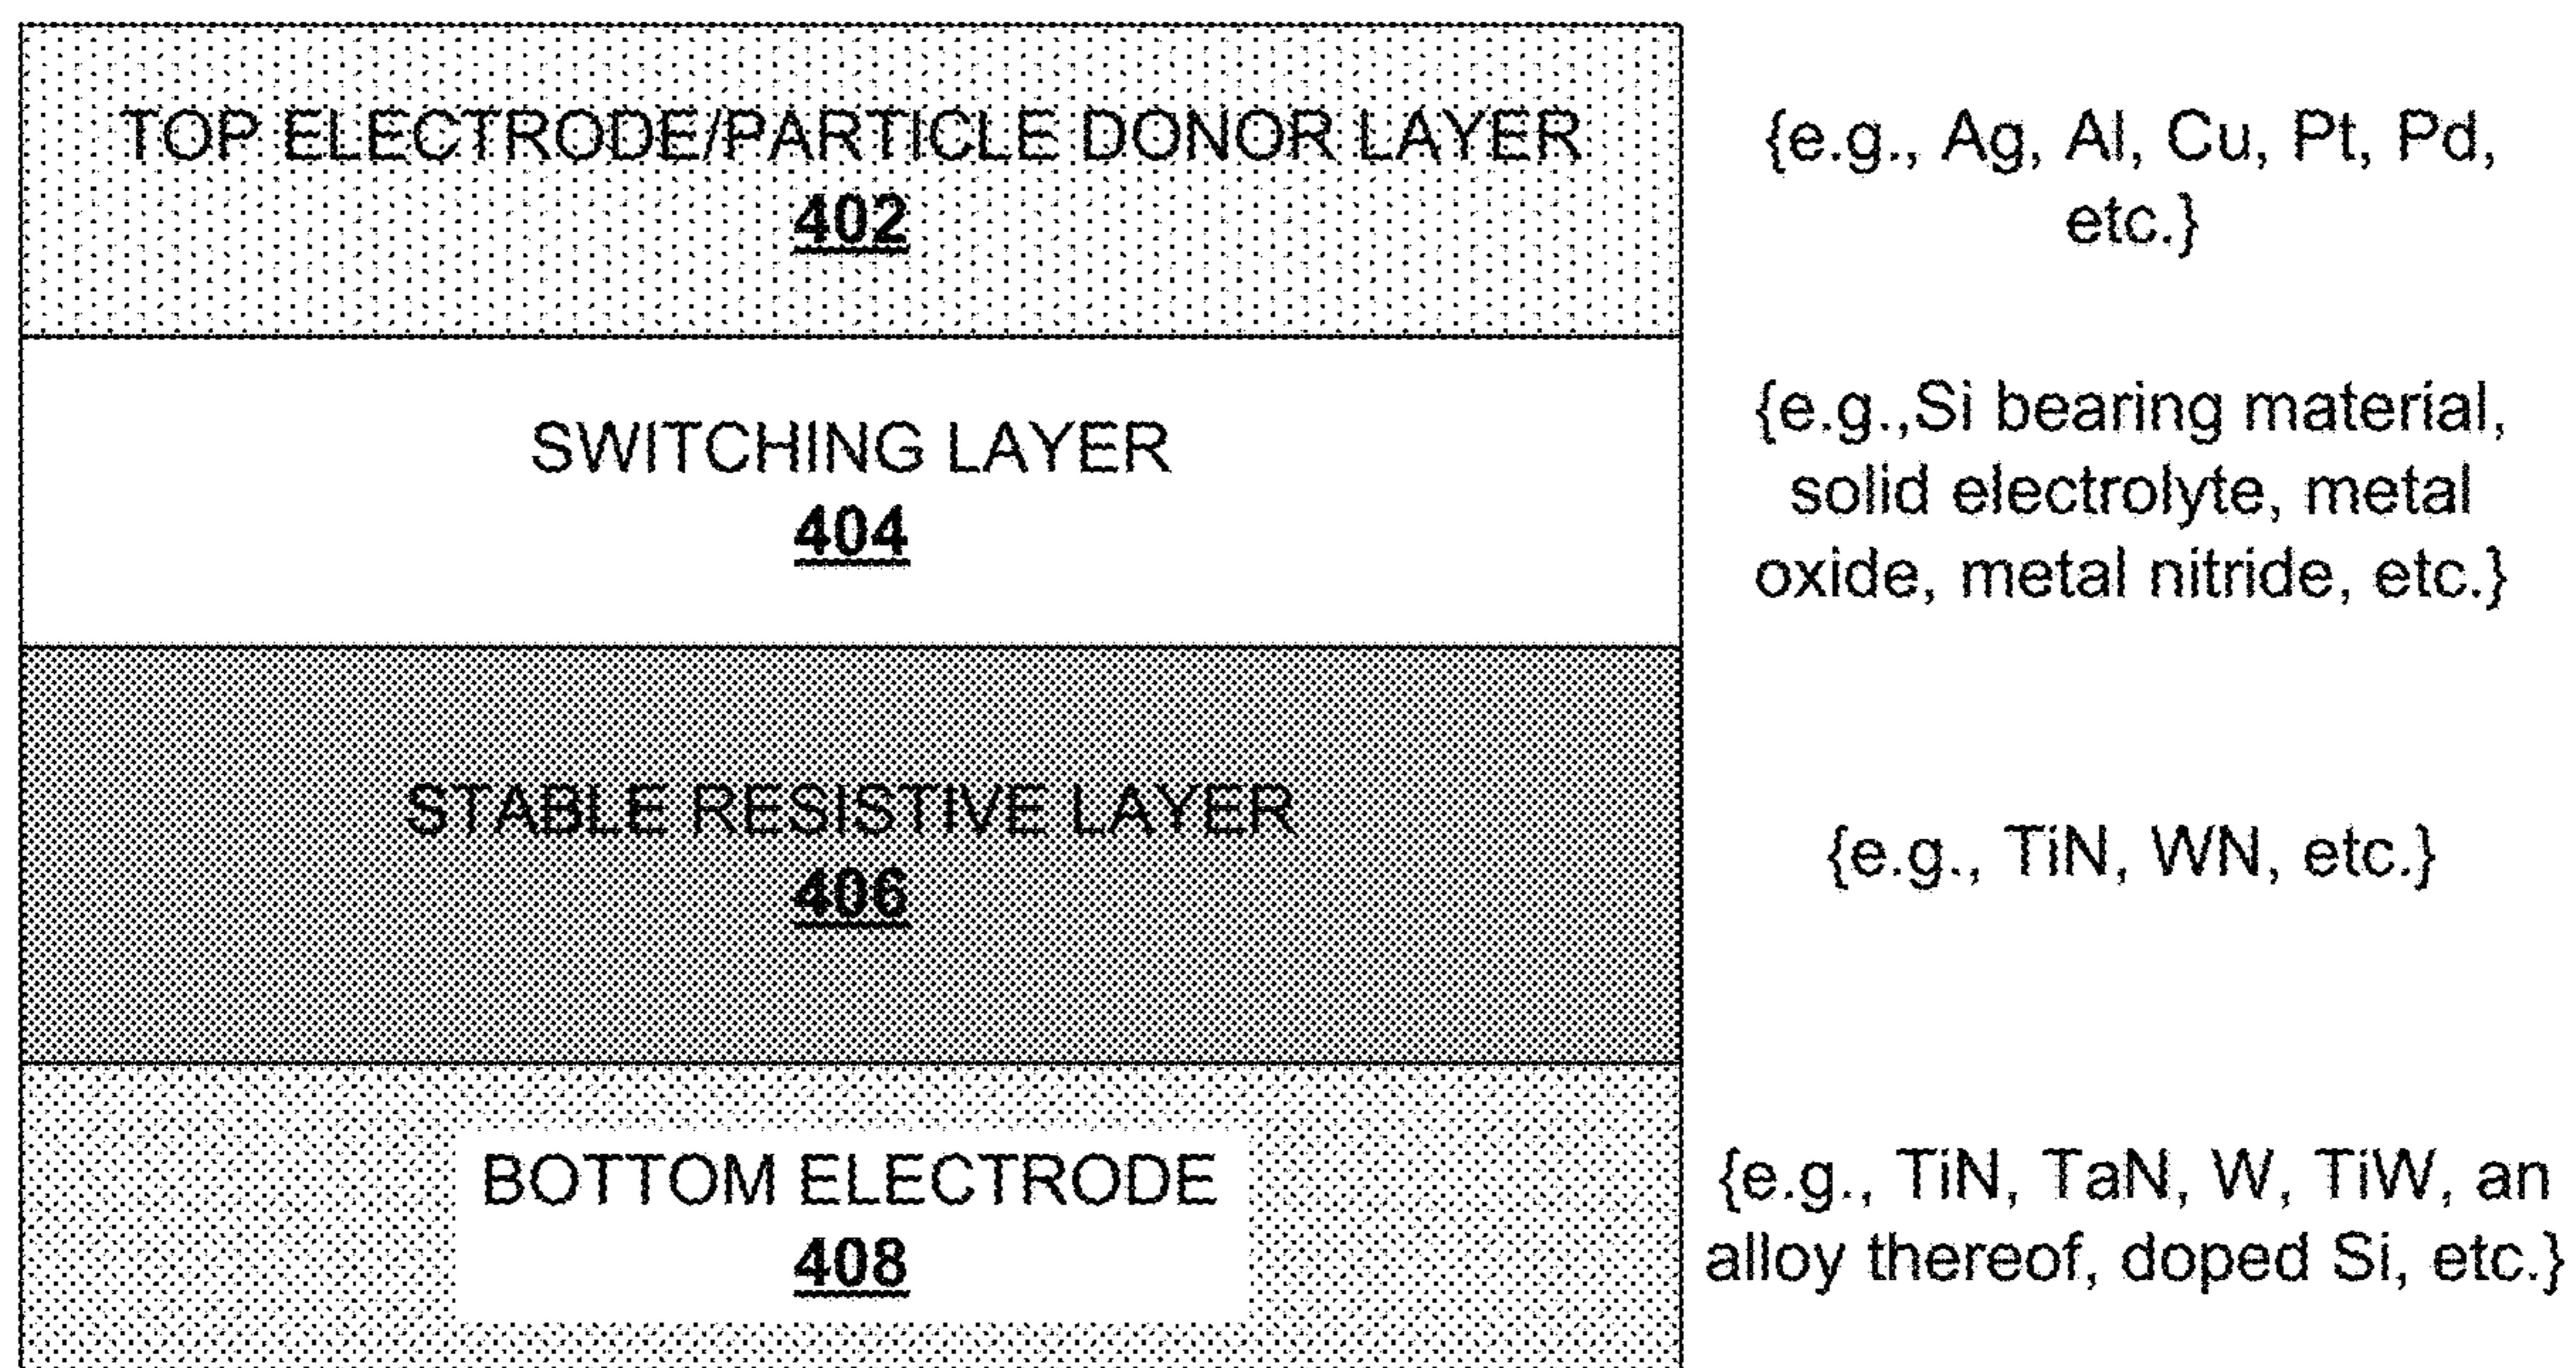 TOP ELECTRODE/PARTICLE DONOR LAYER
402
{e.g., Ag, Al, Cu, Pt, Pd,
etc.}
SWITCHING LAYER
404
{e.g.,Si bearing material,
solid electrolyte, metal
oxide, metal nitride, etc.}
STABLE RESISTIVE LAYER
406
{e.g., TiN, WN, etc.}
BOTTOM ELECTRODE
408
{e.g., TiN, TaN, W, TiW, an
alloy thereof, doped Si, etc.}